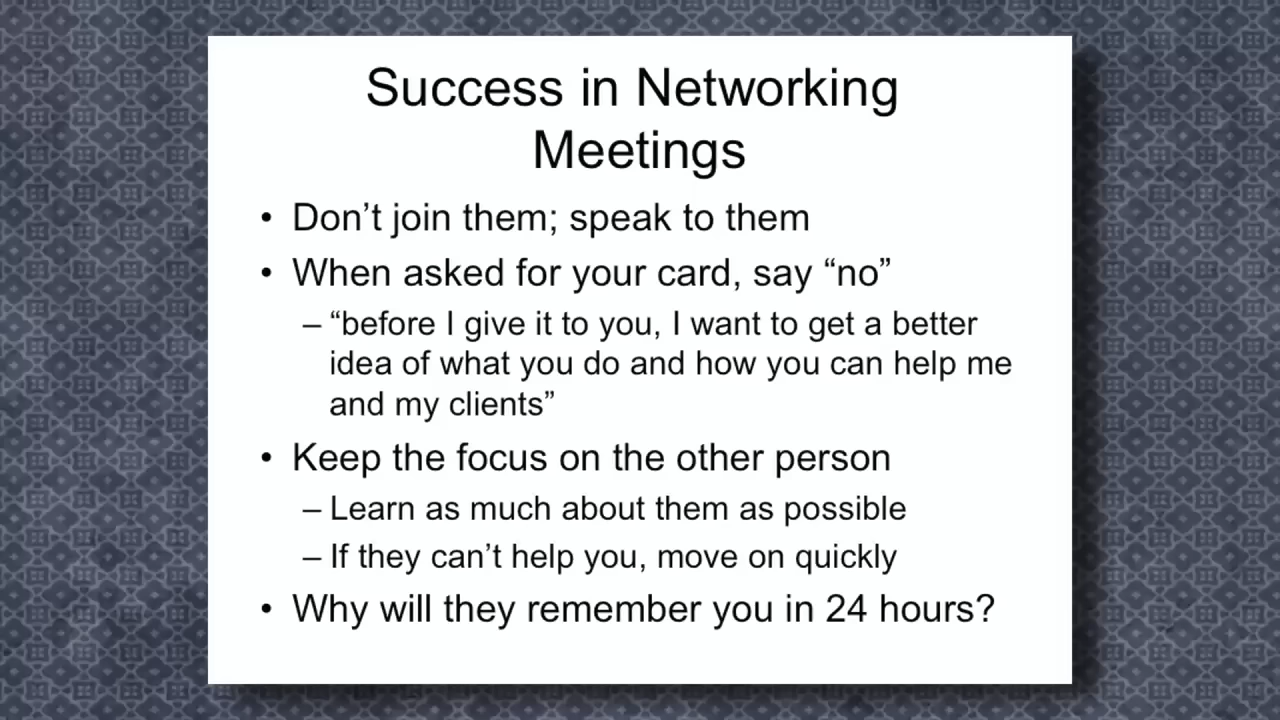 Success in Networking
Meetings
• Don’t join them; speak to them
• When asked for your card, say “no”
– “before I give it to you, I want to get a better
idea of what you do and how you can help me
and my clients”
• Keep the focus on the other person
– Learn as much about them as possible
– If they can’t help you, move on quickly
• Why will they remember you in 24 hours?